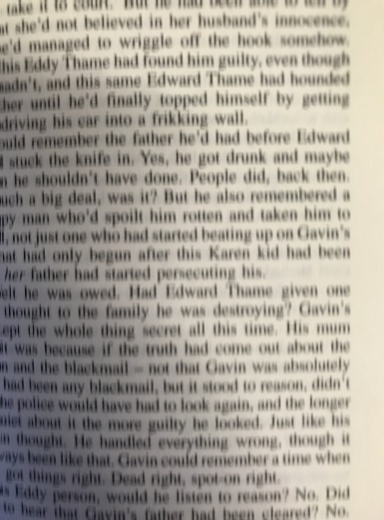 take it to court. But he had been able to tell by
she'd not believed in her husband's innocence,
he'd managed to wriggle off the hook somehow,
this Eddy Thame had found him guilty, even though
hadn't, and this same Edward Thame had hounded
until he'd finally topped himself by getting
driving his car into a frikking wall.
ould remember the father he'd had before Edward
stuck the knife in. Yes, he got drunk and maybe
he shouldn't have done. People did, back then.
uch a big deal, was it? But he also remembered a
py man who'd spoilt him rotten and taken him to
not just one who had started beating up on Gavin's
hat had only begun after this Karen kid had been
her father had started persecuting his.
elt he was owed. Had Edward Thame given one
thought to the family he was destroying? Gavin's
ept the whole thing secret all this time. His mum
it was because if the truth had come out about the
and the blackmail – not that Gavin was absolutely
had been any blackmail, but it stood to reason, didn't
he police would have had to look again, and the longer
about it the more guilty he looked. Just like his
thought. He handled everything wrong, though it
ways been like that. Gavin could remember a time when
got things right. Dead right, spot-on right.
s Eddy person, would he listen to reason? No. Did
to hear that Gavin's father had been cleared? No.